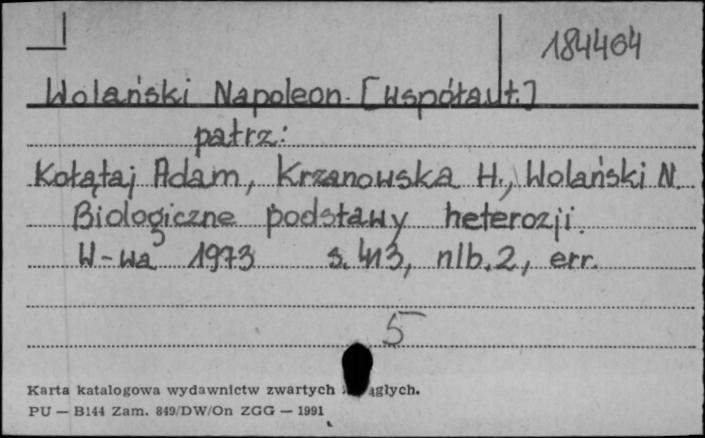 184464
Wolański Napoleon. [współaut.]
patrz:
Kołątaj Adam, Krzanowska H., Wolański N.
Biologiczne podstawy heterozji.
W-wa 1973 s. 413, nlb. 2, err.
5
Karta katalogowa wydawnictw zwartych
PU — B144 Zam. 849/DW/On ZGG — 1991